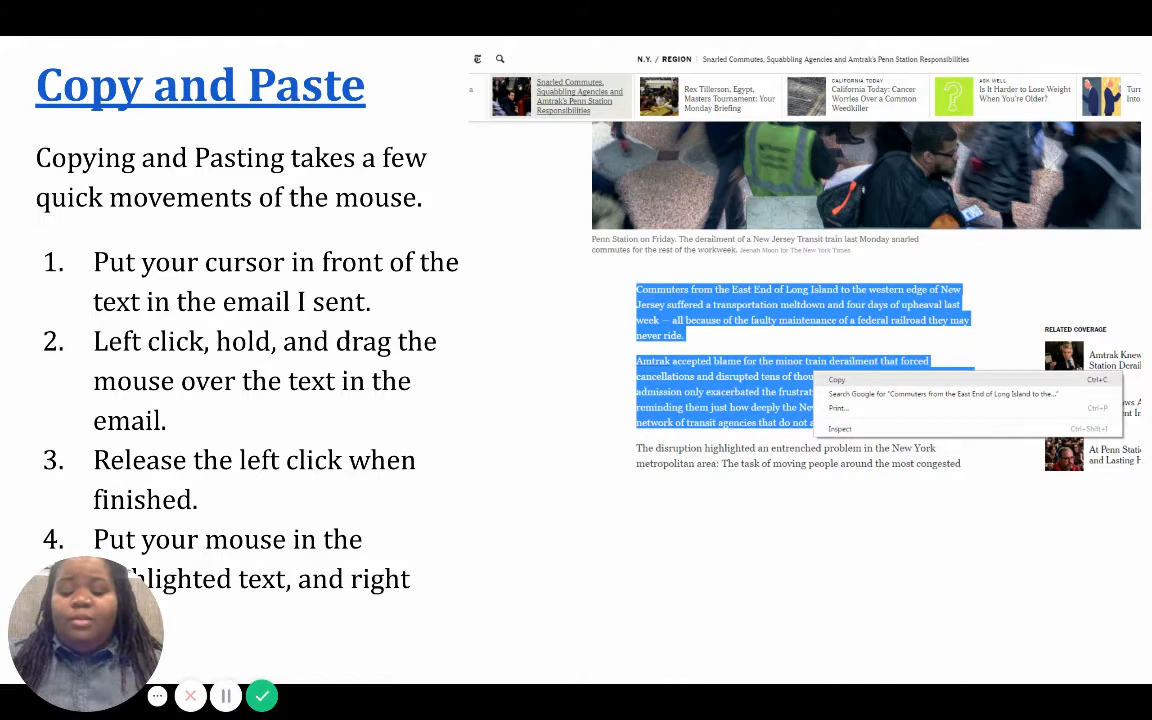 Copy and Paste
Copying and Pasting takes a few
quick movements of the mouse.
1. Put your cursor in front of the
text in the email I sent.
2. Left click, hold, and drag the
mouse over the text in the
email.
3. Release the left click when
finished.
4. Put your mouse in the
hlighted text, and right
N.Y. / REGION | Snarled Commutes, Squabbling Agencies and Amtrak's Penn Station Responsibilities
Snarled Commutes,
Squabbling Agencies and
Amtrak's Penn Station
Responsibilities
Rex Tillerson, Egypt,
Masters Tournament: Your
Monday Briefing
CALIFORNIA TODAY
California Today: Cancer
Worries Over a Common
Weedkiller
ASK WELL
Is It Harder to Lose Weight
When You're Older?
Turn
Into
Penn Station on Friday. The derailment of a New Jersey Transit train last Monday snarled
commutes for the rest of the workweek. Jeenah Moon for The New York Times
Commuters from the East End of Long Island to the western edge of New
Jersey suffered a transportation meltdown and four days of upheaval last
week — all because of the faulty maintenance of a federal railroad they may
never ride.
Amtrak accepted blame for the minor train derailment that forced
cancellations and disrupted tens of thou
admission only exacerbated the frustrat
reminding them just how deeply the Ne
network of transit agencies that do not a
Copy Ctrl+C
Search Google for "Commuters from the East End of Long Island to the..."
Print... Ctrl+P
Inspect Ctrl+Shift+I
The disruption highlighted an entrenched problem in the New York
metropolitan area: The task of moving people around the most congested
RELATED COVERAGE
Amtrak Knew
Station Derail
At Penn Static
and Lasting H